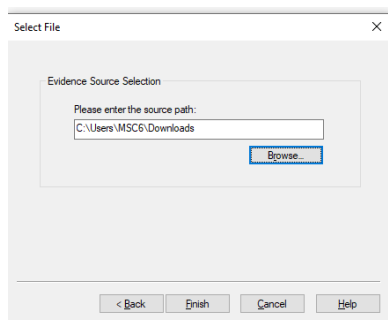 Select File
Evidence Source Selection
Please enter the source path:
C:\Users\MSC6\Downloads
Browse...
< Back Finish Cancel Help